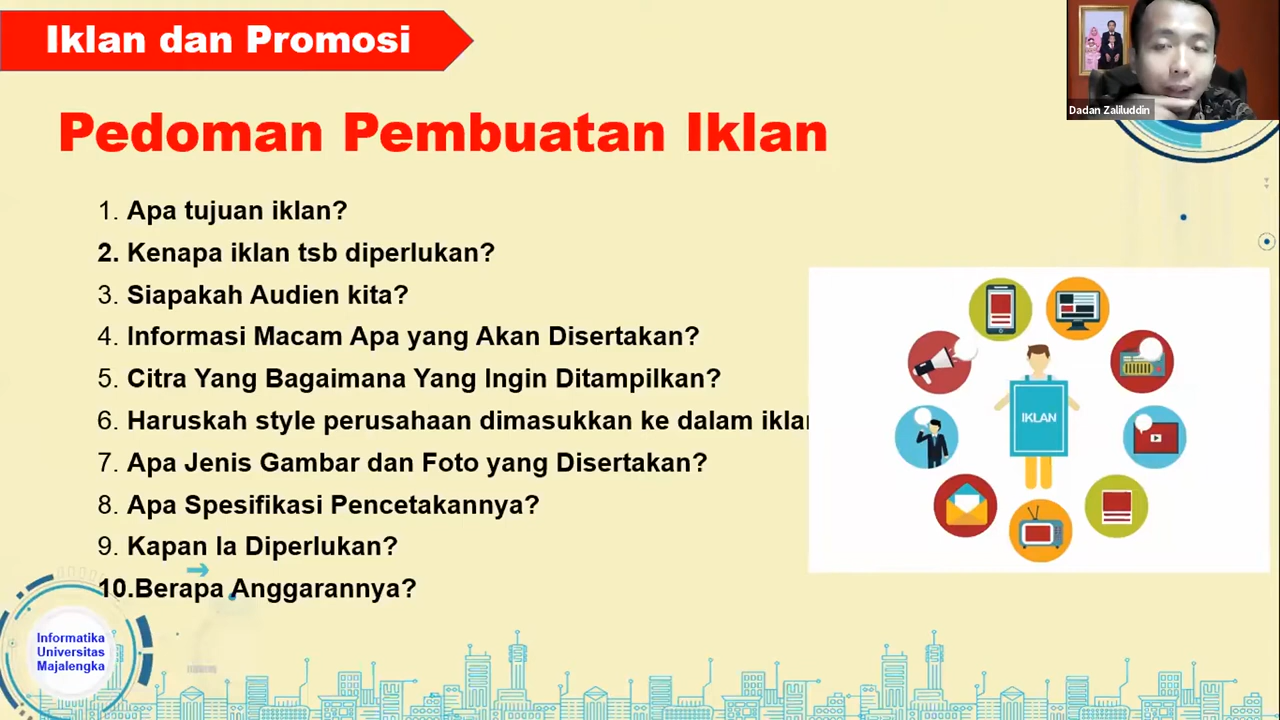 Iklan dan Promosi
Dadan Zaliluddin
Pedoman Pembuatan Iklan
1. Apa tujuan iklan?
2. Kenapa iklan tsb diperlukan?
3. Siapakah Audien kita?
4. Informasi Macam Apa yang Akan Disertakan?
5. Citra Yang Bagaimana Yang Ingin Ditampilkan?
6. Haruskah style perusahaan dimasukkan ke dalam
7. Apa Jenis Gambar dan Foto yang Disertakan?
8. Apa Spesifikasi Pencetakannya?
9. Kapan Ia Diperlukan?
10.Berapa Anggarannya?
IKLAN
Informatika
Universitas
Majalengka